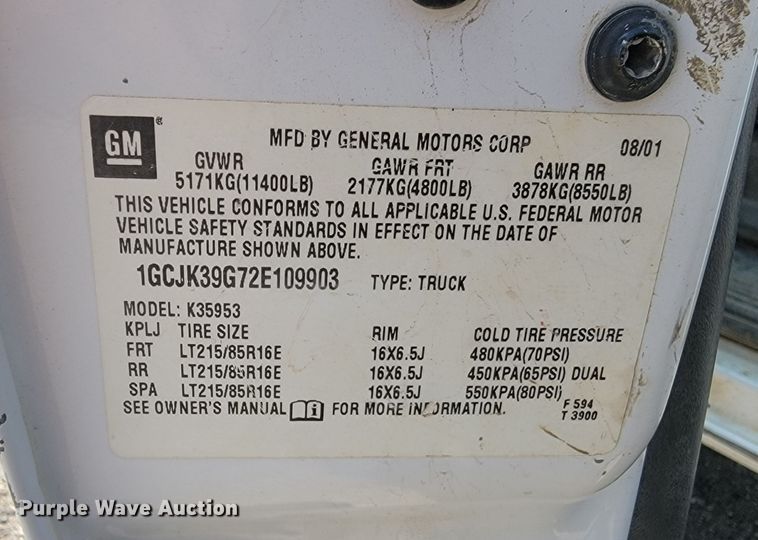 GM ® MFD BY GENERAL MOTORS CORP 08/01
GVWR GAWR FRT GAWR RR
5171KG(11400LB) 2177KG(4800LB) 3878KG(8550LB)
THIS VEHICLE CONFORMS TO ALL APPLICABLE U.S. FEDERAL MOTOR
VEHICLE SAFETY STANDARDS IN EFFECT ON THE DATE OF
MANUFACTURE SHOWN ABOVE.
1GCJK39G72E109903 TYPE: TRUCK
MODEL: K35953
KPLJ TIRE SIZE RIM COLD TIRE PRESSURE
FRT LT215/85R16E 16X6.5J 480KPA(70PSI)
RR LT215/85R16E 16X6.5J 450KPA(65PSI) DUAL
SPA LT215/85R16E 16X6.5J 550KPA(80PSI)
SEE OWNER'S MANUAL i FOR MORE INFORMATION. F 594
T 3900
Purple Wave Auction